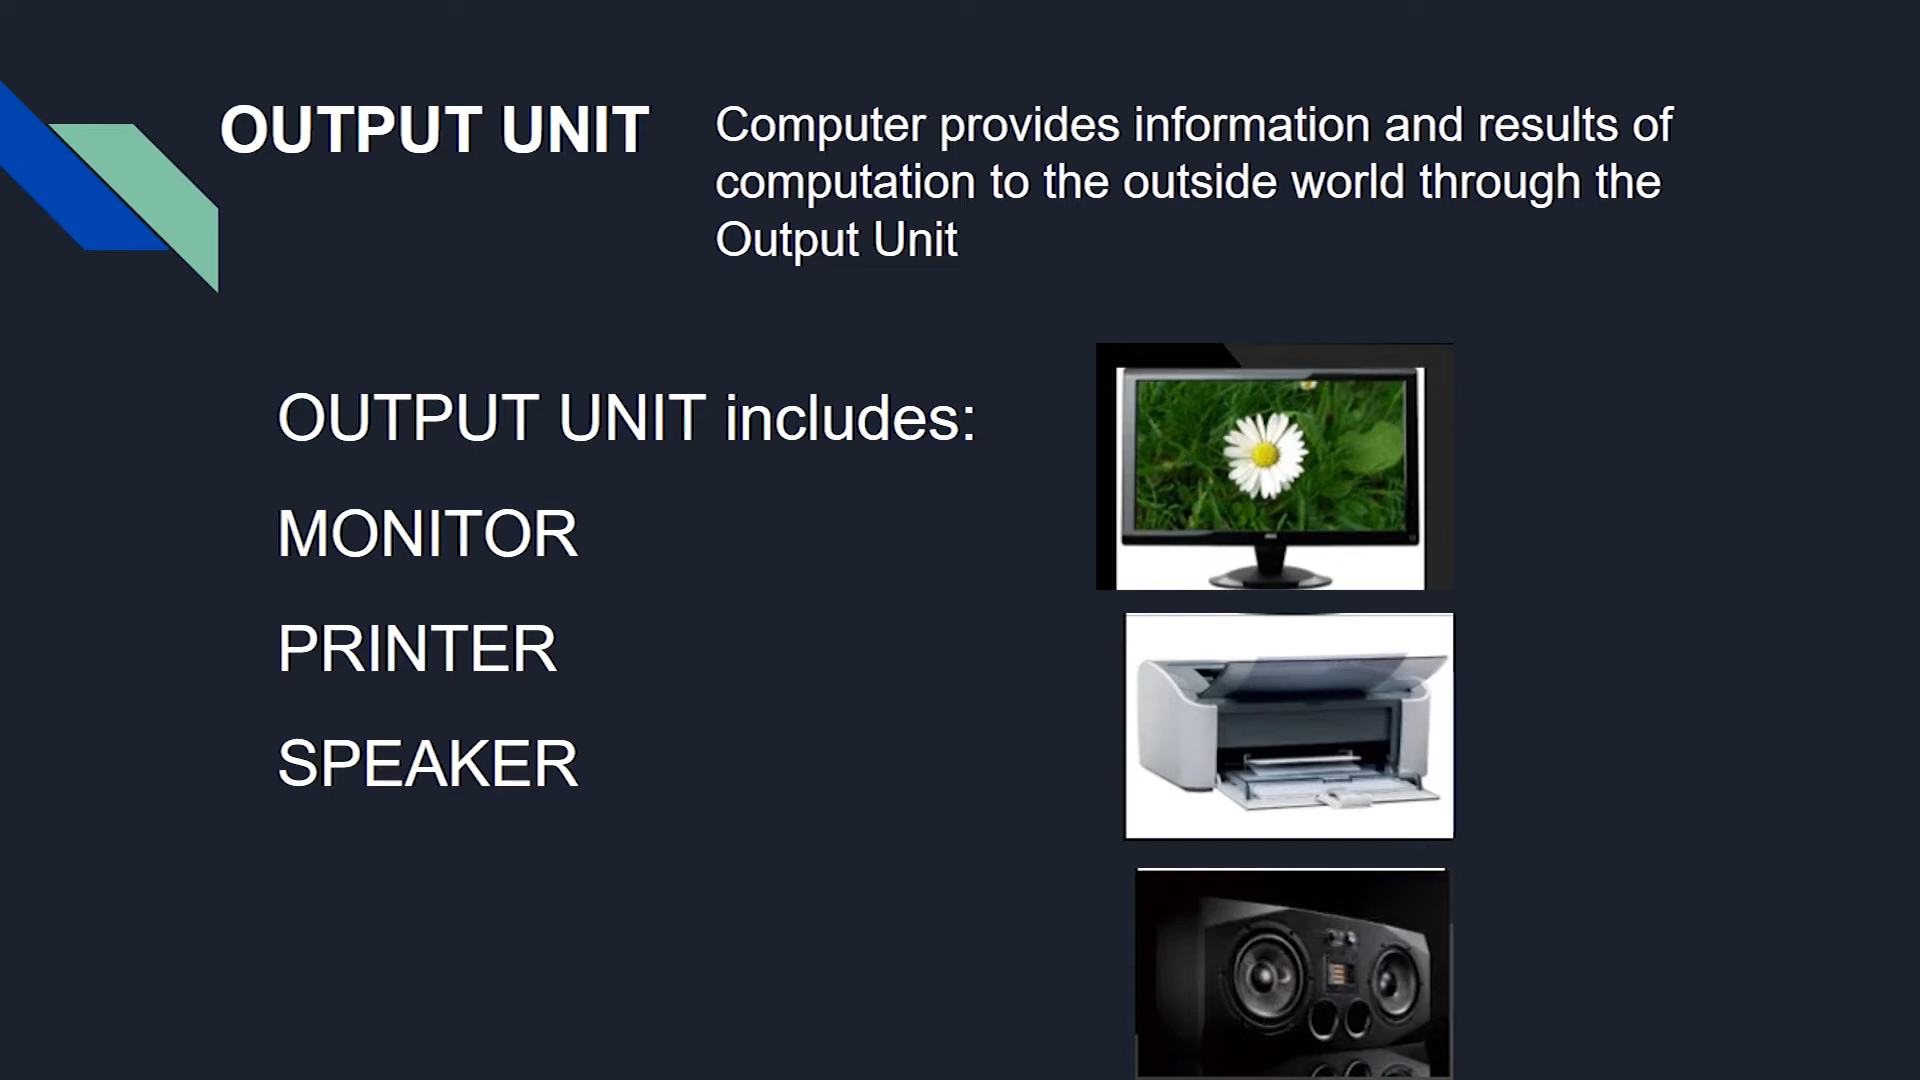 OUTPUT UNIT
Computer provides information and results of
computation to the outside world through the
Output Unit
OUTPUT UNIT includes:
MONITOR
PRINTER
SPEAKER